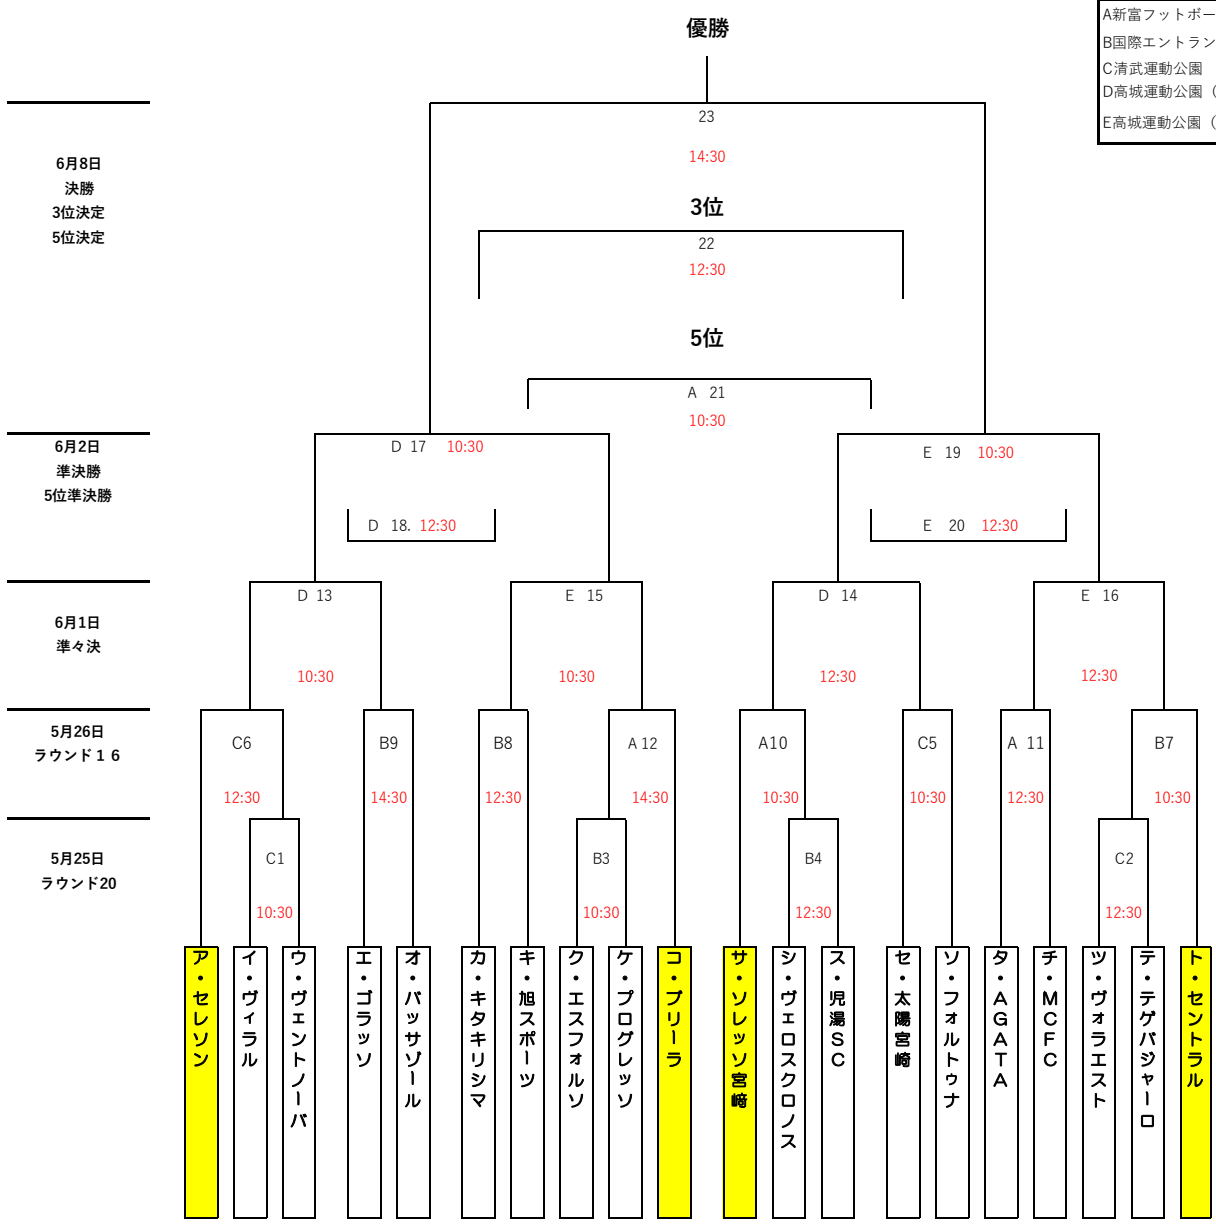 優勝
A新富フットボー
B国際エントラン
C清武運動公園
D高城運動公園（
E高城運動公園（
23
14:30
6月8日
決勝
3位決定
5位決定
3位
22
12:30
5位
A 21
10:30
6月2日
準決勝
5位準決勝
D 17 10:30
E 19 10:30
D 18. 12:30
E 20 12:30
D 13
E 15
D 14
E 16
6月1日
準々決
10:30
10:30
12:30
12:30
5月26日
ラウンド１６
C6
B9
B8
A 12
A10
C5
A 11
B7
12:30
14:30
12:30
14:30
10:30
10:30
12:30
10:30
5月25日
ラウンド20
C1
B3
B4
C2
10:30
10:30
12:30
12:30
ア・セレソン
イ・ヴィラル
ウ・ヴェントノーバ
エ・ゴラッソ
オ・バッサゾール
カ・キタキリシマ
キ・旭スポーツ
ク・エスフォルソ
ケ・プログレッソ
コ・ブリーラ
サ・ソレッソ宮﨑
シ・ヴェロスクロノス
ス・児湯ＳＣ
セ・太陽宮﨑
ソ・フォルトゥナ
タ・ＡＧＡＴＡ
チ・ＭＣＦＣ
ツ・ヴォラエスト
テ・テゲバジャーロ
ト・セントラル